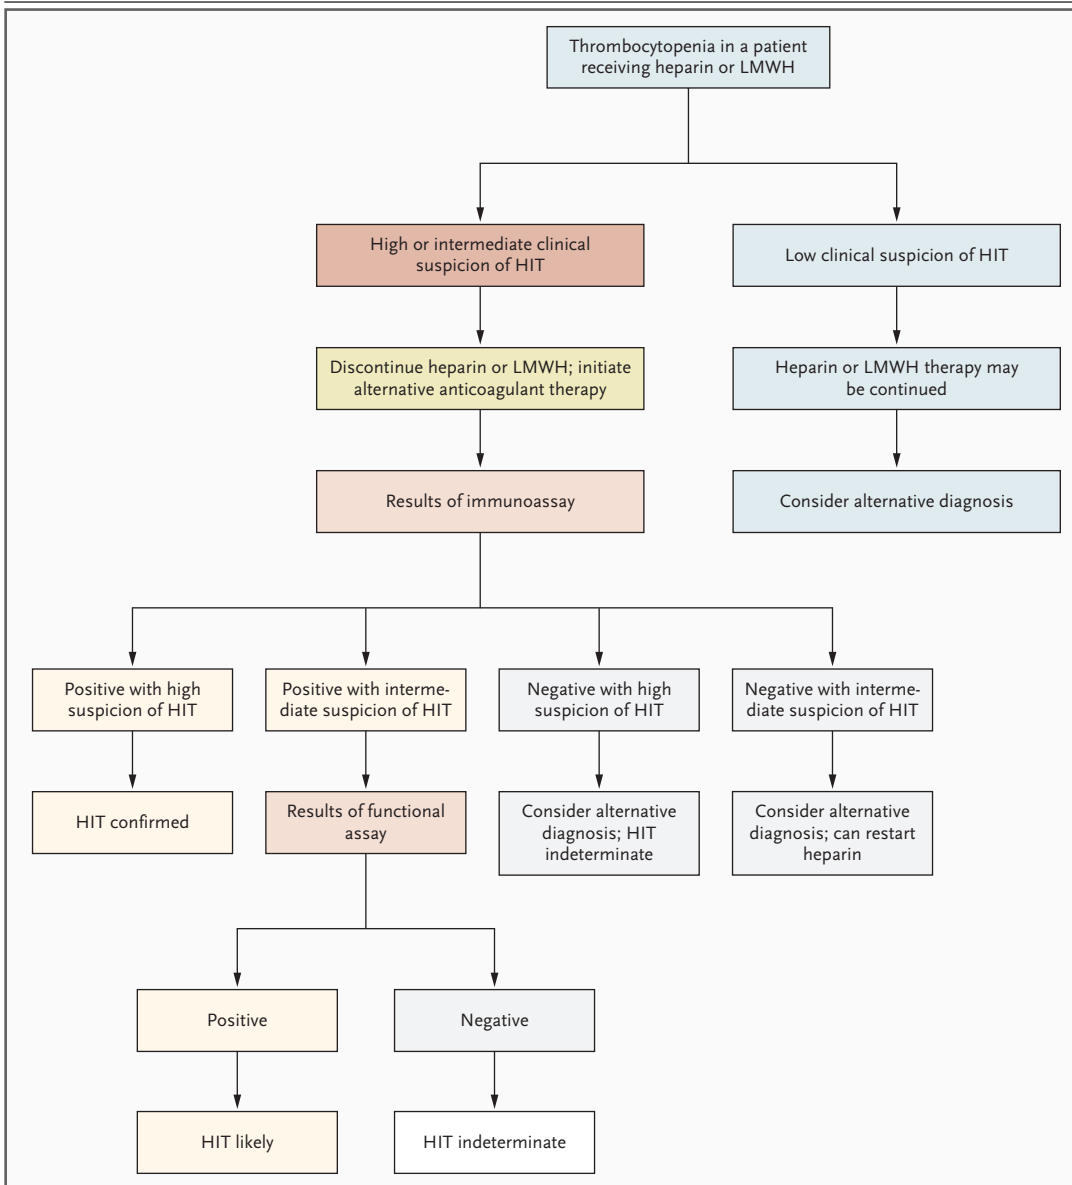 Thrombocytopenia in a patient
receiving heparin or LMWH
High or intermediate clinical
suspicion of HIT
Low clinical suspicion of HIT
Discontinue heparin or LMWH; initiate
alternative anticoagulant therapy
Heparin or LMWH therapy may
be continued
Results of immunoassay
Consider alternative diagnosis
Positive with high
suspicion of HIT
Positive with interme-
diate suspicion of HIT
Negative with high
suspicion of HIT
Negative with interme-
diate suspicion of HIT
HIT confirmed
Results of functional
assay
Consider alternative
diagnosis; HIT
indeterminate
Consider alternative
diagnosis; can restart
heparin
Positive
Negative
HIT likely
HIT indeterminate